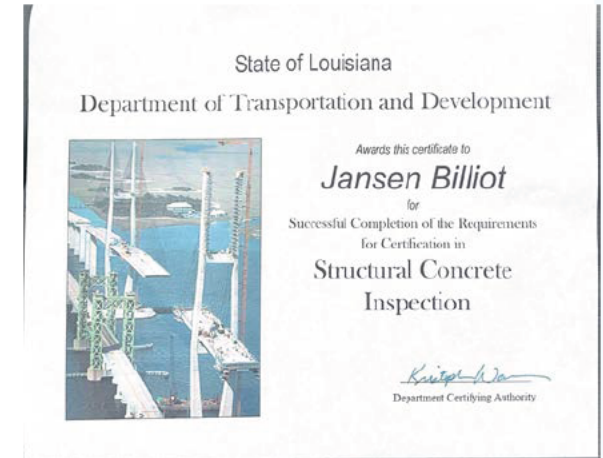 State of Louisiana
Department of Transportation and Development
Awards this certificate to
Jansen Billiot
for
Successful Completion of the Requirements
for Certification in
Structural Concrete
Inspection
Department Certifying Authority